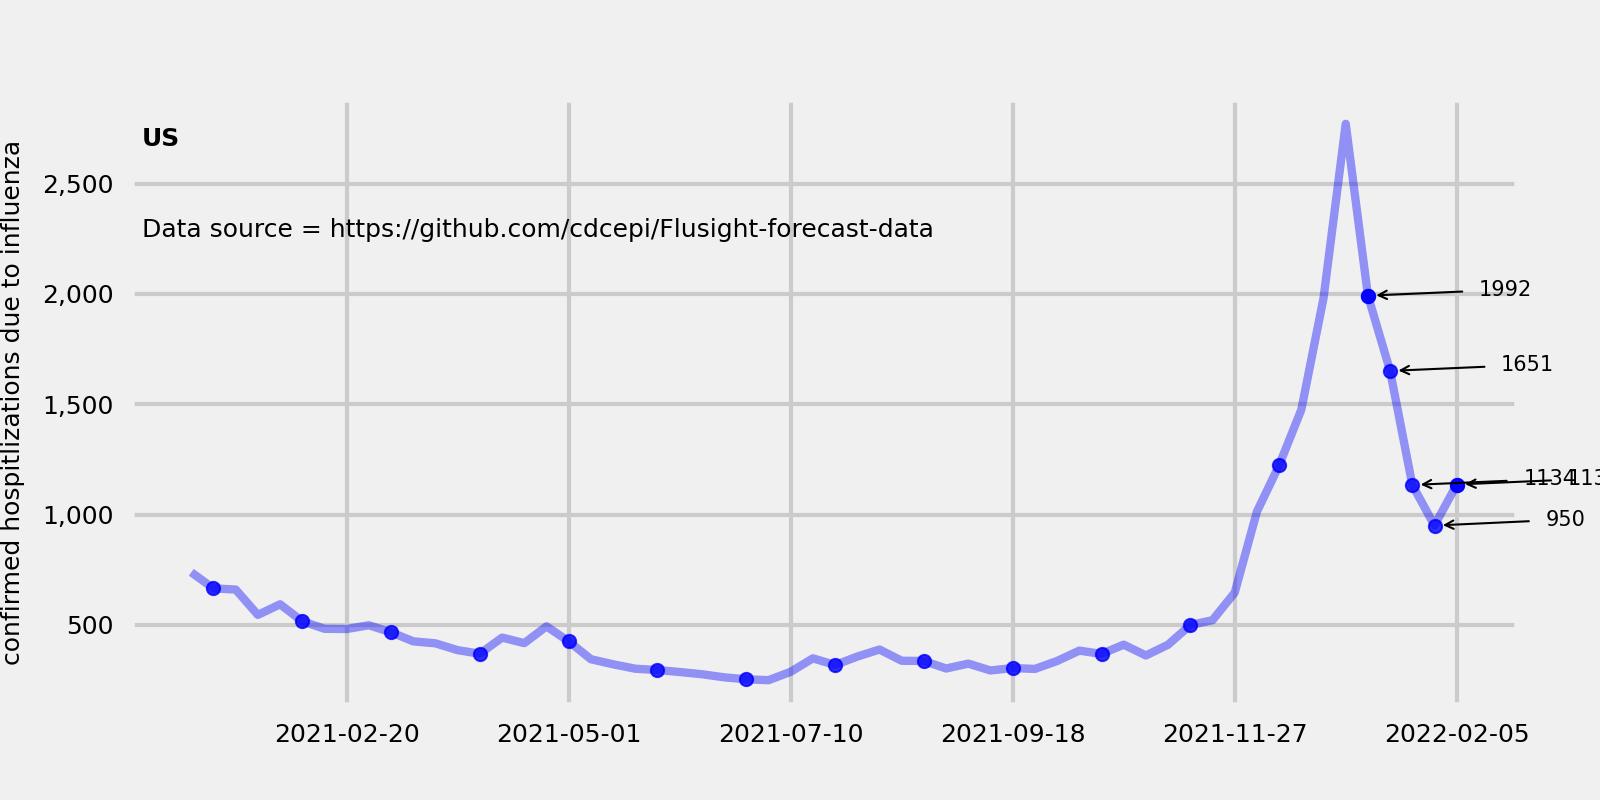 US
Data source = https://github.com/cdcepi/Flusight-forecast-data
confirmed hospitlizations due to influenza
2,500
2,000
1,500
1,000
500
1992
1651
1134
113
950
2021-02-20 2021-05-01 2021-07-10 2021-09-18 2021-11-27 2022-02-05